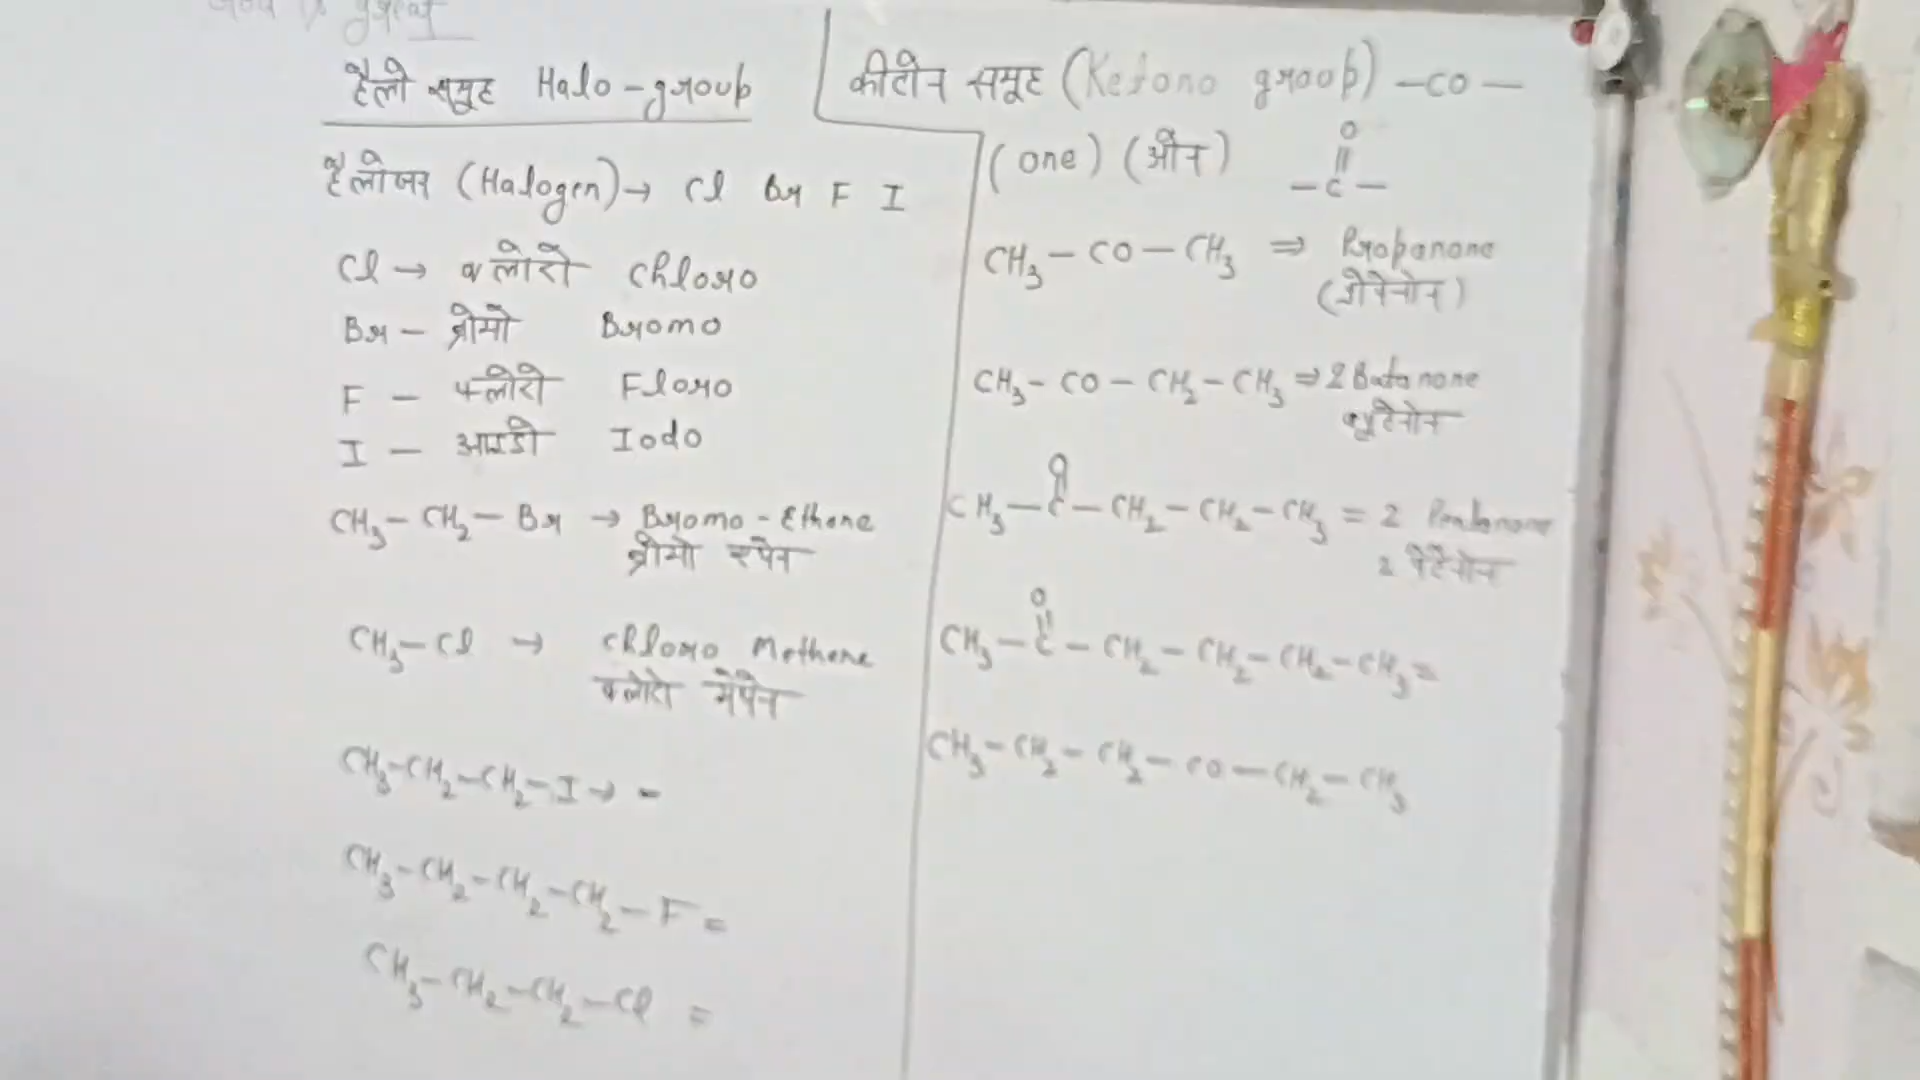 हैलो समूह Halo-group
हैलोजन (Halogen) → Cl Br F I
Cl → क्लोरो Chloro
Br - ब्रोमो Bromo
F - फ्लोरो Floro
I - आइडो Iodo
CH₃-CH₂-Br → Bromo-Ethane
ब्रोमो एथेन
CH₃-Cl → Chloro Methane
क्लोरो मेथेन
CH₃-CH₂-CH₂-I → -
CH₃-CH₂-CH₂-CH₂-F =
CH₃-CH₂-CH₂-Cl =
कीटोन समूह (Ketono group) -CO-
(one) (ओन)
O
||
-C-
CH₃-CO-CH₃ ⇒ Propanone
(प्रोपेनोन)
CH₃-CO-CH₂-CH₃ ⇒ 2 Butanone
ब्यूटेनोन
O
||
CH₃-C-CH₂-CH₂-CH₃ = 2 Pentanone
2 पेंटेनोन
O
||
CH₃-C-CH₂-CH₂-CH₂-CH₃ =
CH₃-CH₂-CH₂-CO-CH₂-CH₃